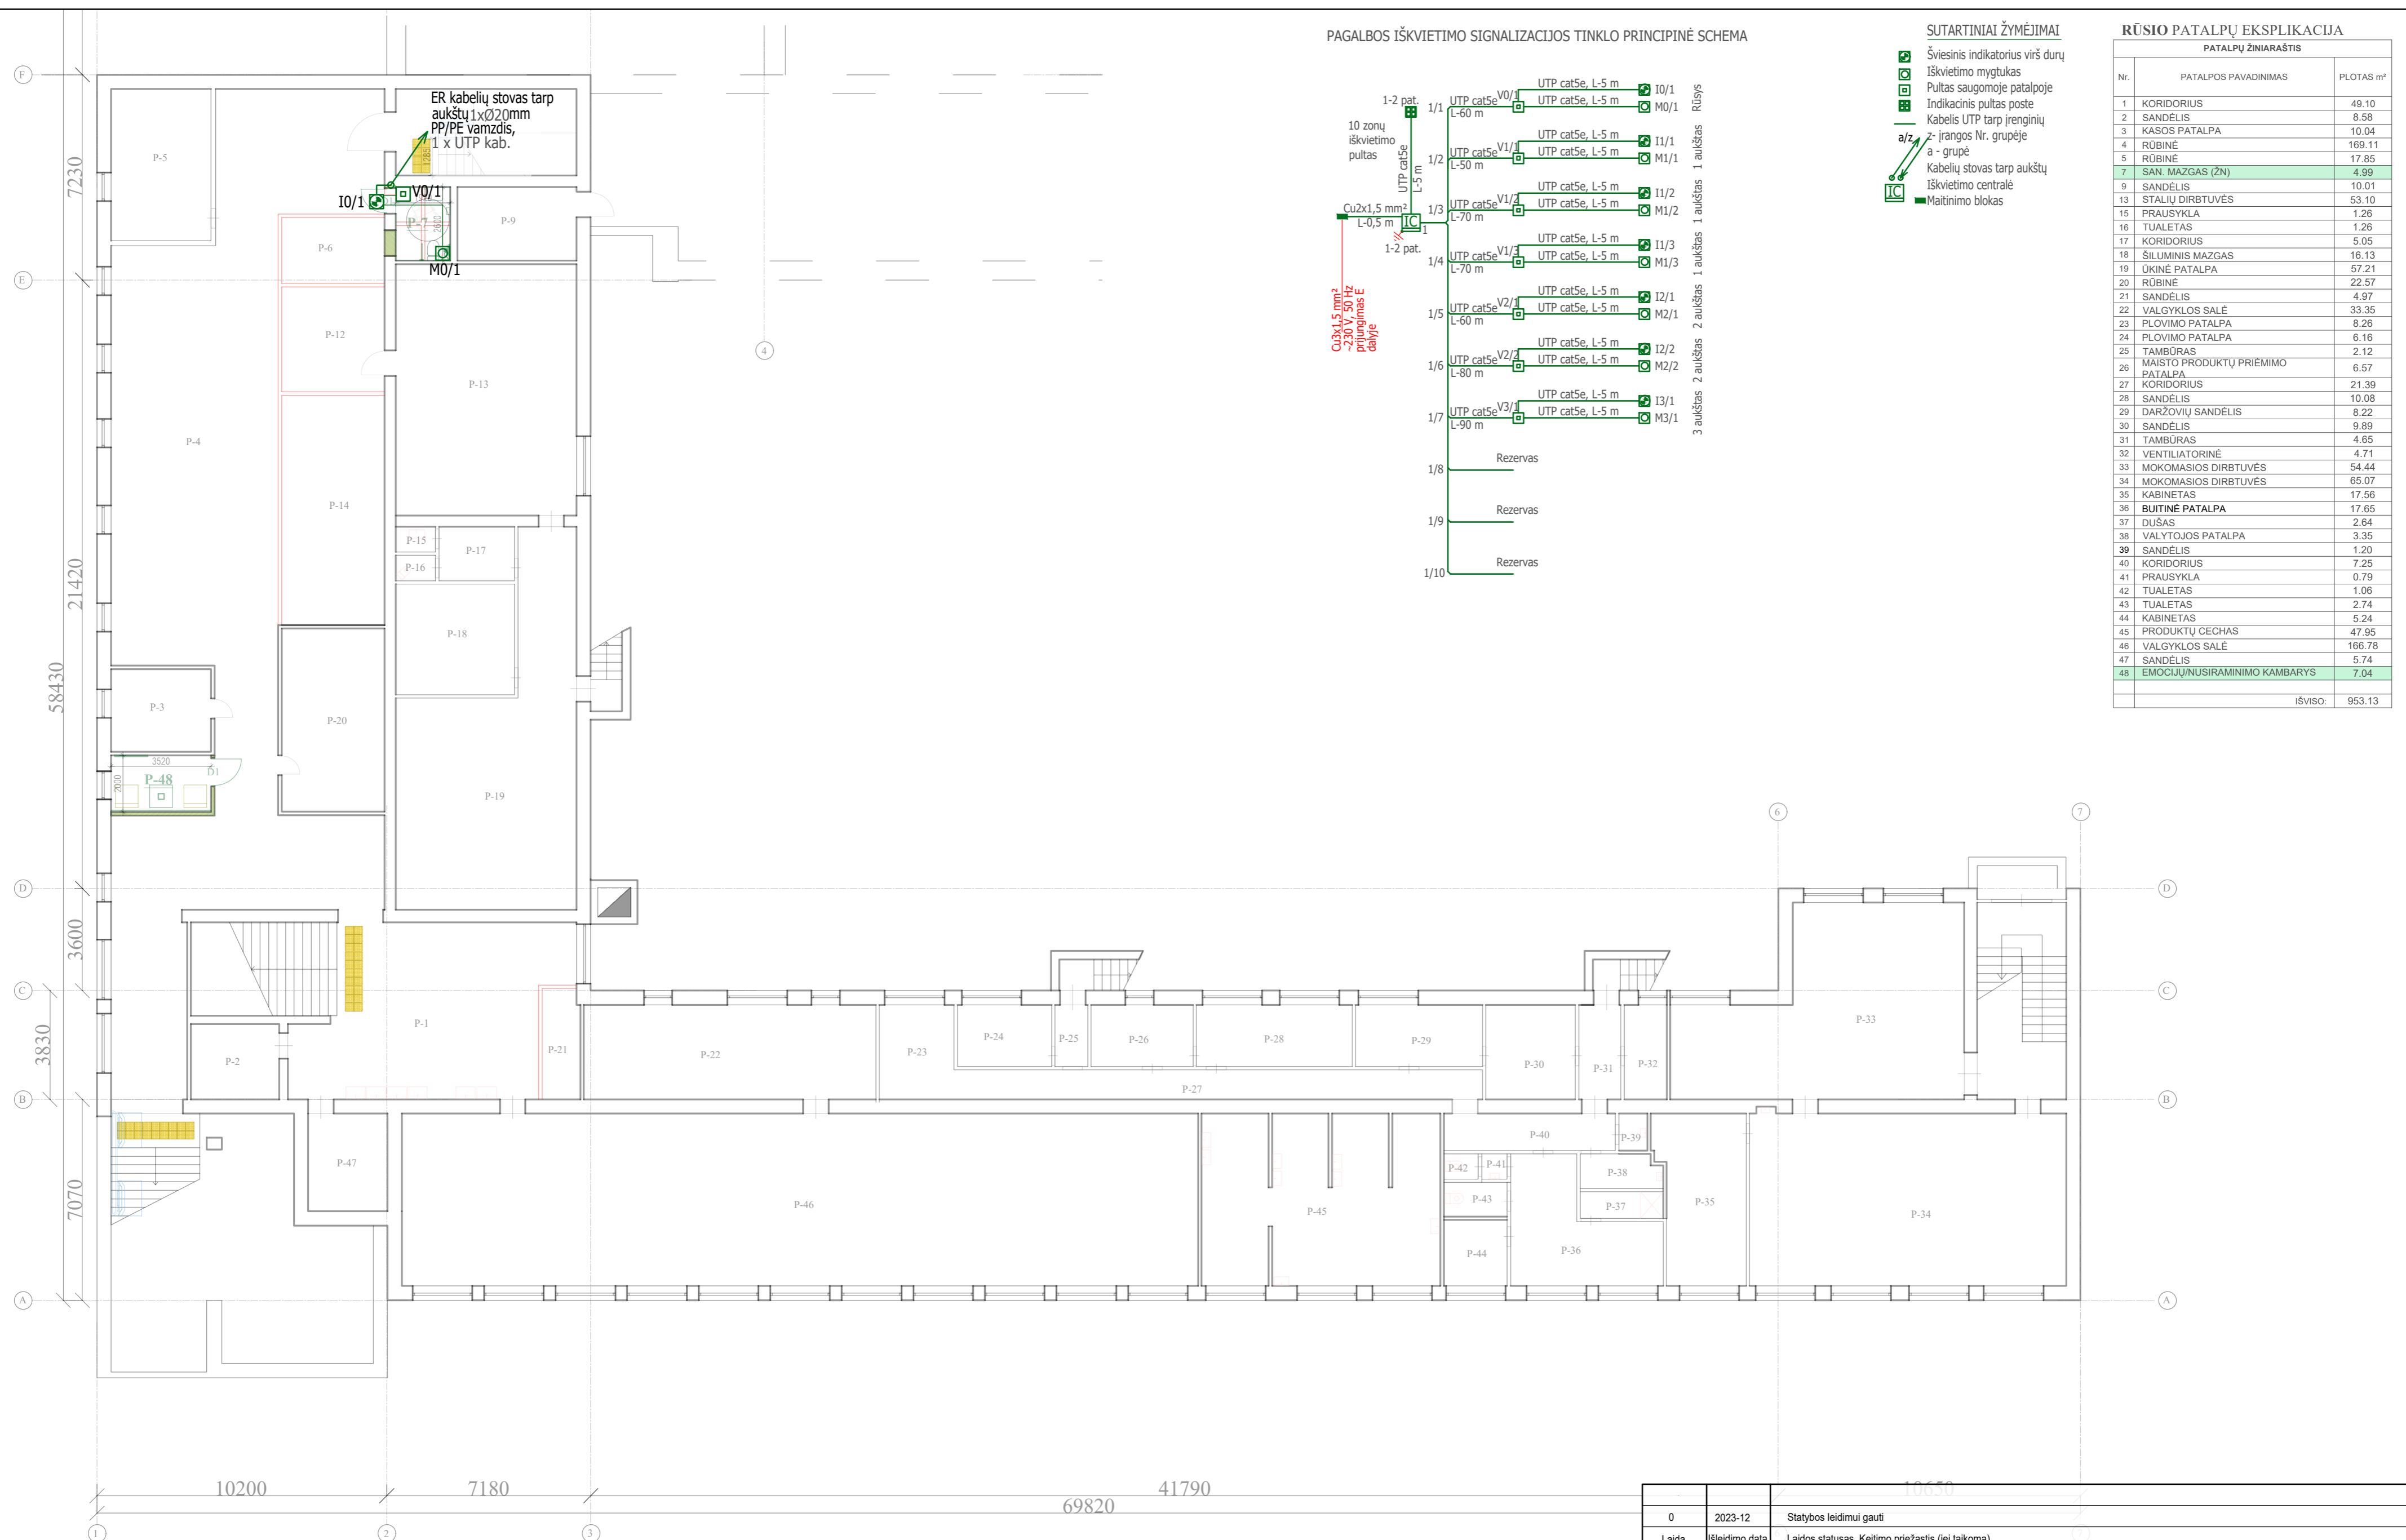 PAGALBOS IŠKVIETIMO SIGNALIZACIJOS TINKLO PRINCIPINĖ SCHEMA
1-2 pat.
10 zonų
iškvietimo
pultas
UTP cat5e
L-5 m
Cu2x1,5 mm²
L-0,5 m
IC
1
1-2 pat.
Cu3x1,5 mm²
~230 V, 50 Hz
prijungimas E
dalyje
1/1 UTP cat5e V0/1 UTP cat5e, L-5 m I0/1
L-60 m UTP cat5e, L-5 m M0/1
Rūsys
1/2 UTP cat5e V1/1 UTP cat5e, L-5 m I1/1
L-50 m UTP cat5e, L-5 m M1/1
1 aukštas
1/3 UTP cat5e V1/2 UTP cat5e, L-5 m I1/2
L-70 m UTP cat5e, L-5 m M1/2
1 aukštas
1/4 UTP cat5e V1/3 UTP cat5e, L-5 m I1/3
L-70 m UTP cat5e, L-5 m M1/3
1 aukštas
1/5 UTP cat5e V2/1 UTP cat5e, L-5 m I2/1
L-60 m UTP cat5e, L-5 m M2/1
2 aukštas
1/6 UTP cat5e V2/2 UTP cat5e, L-5 m I2/2
L-80 m UTP cat5e, L-5 m M2/2
2 aukštas
1/7 UTP cat5e V3/1 UTP cat5e, L-5 m I3/1
L-90 m UTP cat5e, L-5 m M3/1
3 aukštas
1/8 Rezervas
1/9 Rezervas
1/10 Rezervas
SUTARTINIAI ŽYMĖJIMAI
Šviesinis indikatorius virš durų
Iškvietimo mygtukas
Pultas saugomoje patalpoje
Indikacinis pultas poste
Kabelis UTP tarp įrenginių
a/z z- įrangos Nr. grupėje
a - grupė
Kabelių stovas tarp aukštų
IC Iškvietimo centralė
Maitinimo blokas
RŪSIO PATALPŲ EKSPLIKACIJA
PATALPŲ ŽINIARAŠTIS
Nr. PATALPOS PAVADINIMAS PLOTAS m²
1 KORIDORIUS 49.10
2 SANDĖLIS 8.58
3 KASOS PATALPA 10.04
4 RŪBINĖ 169.11
5 RŪBINĖ 17.85
7 SAN. MAZGAS (ŽN) 4.99
9 SANDĖLIS 10.01
13 STALIŲ DIRBTUVĖS 53.10
15 PRAUSYKLA 1.26
16 TUALETAS 1.26
17 KORIDORIUS 5.05
18 ŠILUMINIS MAZGAS 16.13
19 ŪKINĖ PATALPA 57.21
20 RŪBINĖ 22.57
21 SANDĖLIS 4.97
22 VALGYKLOS SALĖ 33.35
23 PLOVIMO PATALPA 8.26
24 PLOVIMO PATALPA 6.16
25 TAMBŪRAS 2.12
26 MAISTO PRODUKTŲ PRIĖMIMO PATALPA 6.57
27 KORIDORIUS 21.39
28 SANDĖLIS 10.08
29 DARŽOVIŲ SANDĖLIS 8.22
30 SANDĖLIS 9.89
31 TAMBŪRAS 4.65
32 VENTILIATORINĖ 4.71
33 MOKOMASIOS DIRBTUVĖS 54.44
34 MOKOMASIOS DIRBTUVĖS 65.07
35 KABINETAS 17.56
36 BUITINĖ PATALPA 17.65
37 DUŠAS 2.64
38 VALYTOJOS PATALPA 3.35
39 SANDĖLIS 1.20
40 KORIDORIUS 7.25
41 PRAUSYKLA 0.79
42 TUALETAS 1.06
43 TUALETAS 2.74
44 KABINETAS 5.24
45 PRODUKTŲ CECHAS 47.95
46 VALGYKLOS SALĖ 166.78
47 SANDĖLIS 5.74
48 EMOCIJŲ/NUSIRAMINIMO KAMBARYS 7.04
IŠVISO: 953.13
F
ER kabelių stovas tarp
aukštų 1xØ20mm
PP/PE vamzdis,
1 x UTP kab.
1285
P-5
7230
I0/1
V0/1
P-7
2600
P-9
P-6
M0/1
E
P-12
4
P-13
P-4
P-14
P-15
P-17
P-16
21420
P-18
58430
P-3
P-20
3520
2000
P-48
D1
P-19
6
7
D
D
3600
C
C
P-1
P-33
3830
P-2
P-21
P-22
P-23
P-24
P-25
P-26
P-28
P-29
P-30
P-31
P-32
P-27
B
B
P-40
P-39
P-47
P-42
P-41
P-38
7070
P-46
P-45
P-43
P-37
P-35
P-34
P-44
P-36
A
A
10200
7180
41790
10650
69820
1
2
3
0 2023-12 Statybos leidimui gauti
Laida Išleidimo data Laidos statusas. Keitimo priežastis (jei taikoma)